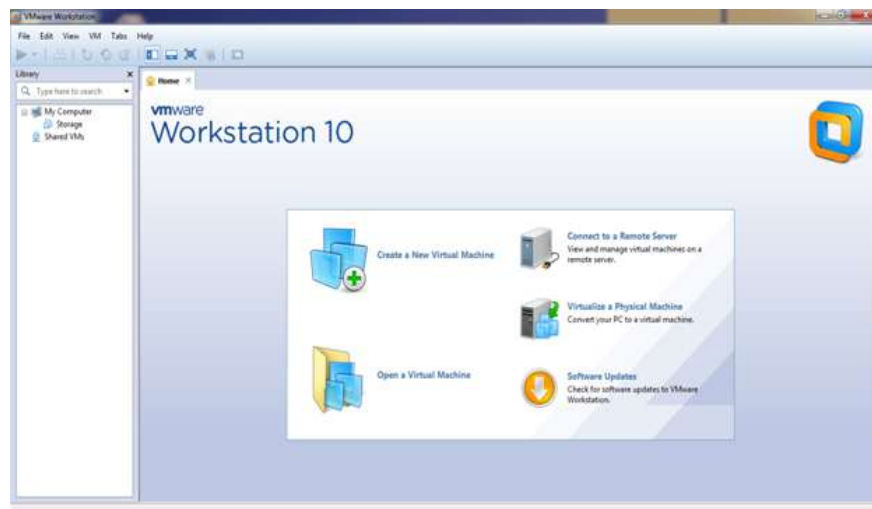 VMware Workstation
File Edit View VM Tabs Help
Library
Home
Type here to search
My Computer
Storage
Shared VMs
vmware
Workstation 10
Create a New Virtual Machine
Connect to a Remote Server
View and manage virtual machines on a
remote server.
Virtualize a Physical Machine
Convert your PC to a virtual machine.
Open a Virtual Machine
Software Updates
Check for software updates to VMware
Workstation.